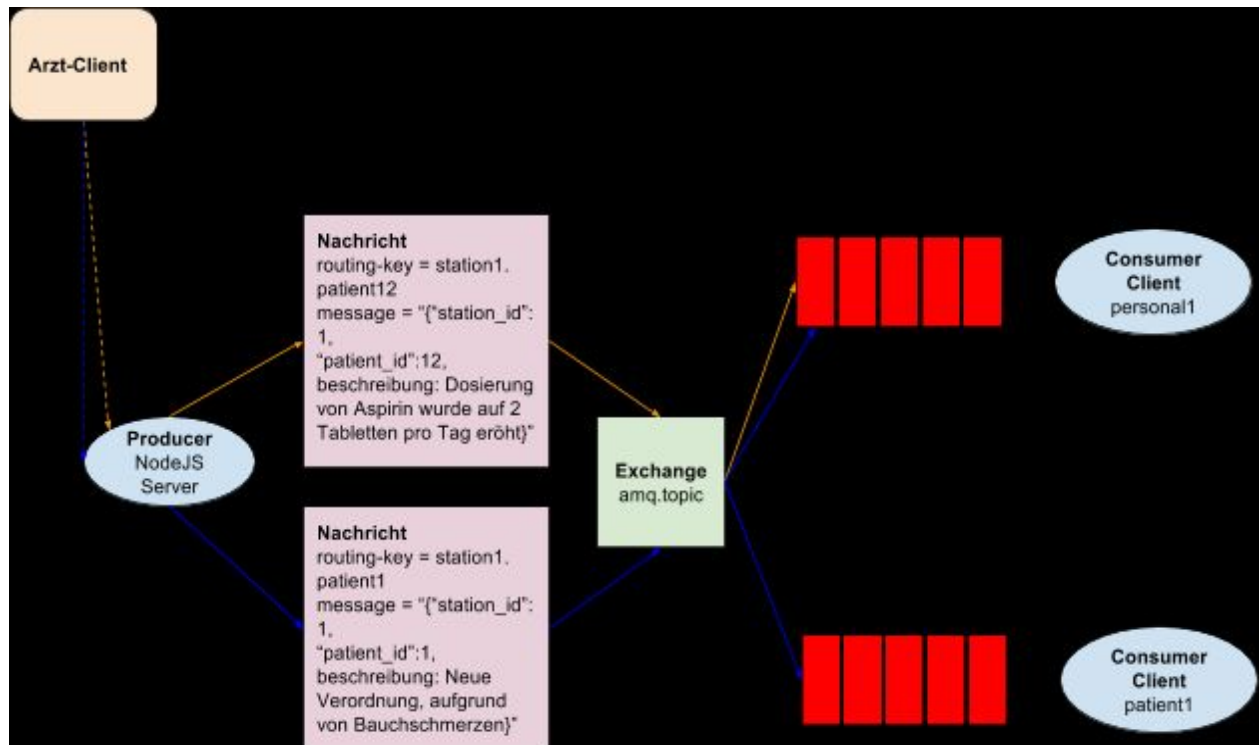 Arzt-Client
Nachricht
routing-key = station1.
patient12
message = “{“station_id”:
1,
“patient_id”:12,
beschreibung: Dosierung
von Aspirin wurde auf 2
Tabletten pro Tag eröht}”
Producer
NodeJS
Server
Nachricht
routing-key = station1.
patient1
message = “{“station_id”:
1,
“patient_id”:1,
beschreibung: Neue
Verordnung, aufgrund
von Bauchschmerzen}”
Exchange
amq.topic
Consumer
Client
personal1
Consumer
Client
patient1